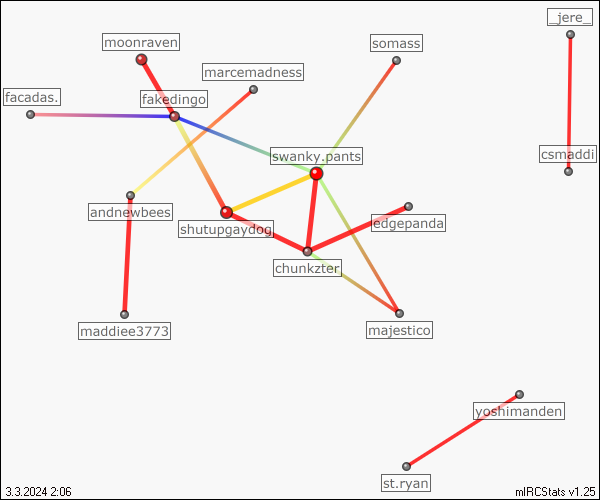 _jere_
moonraven
somass
marcemadness
facadas.
fakedingo
csmaddi
swanky.pants
andnewbees
edgepanda
shutupgaydog
chunkzter
maddiee3773
majestico
yoshimanden
st.ryan
3.3.2024 2:06
mIRCStats v1.25